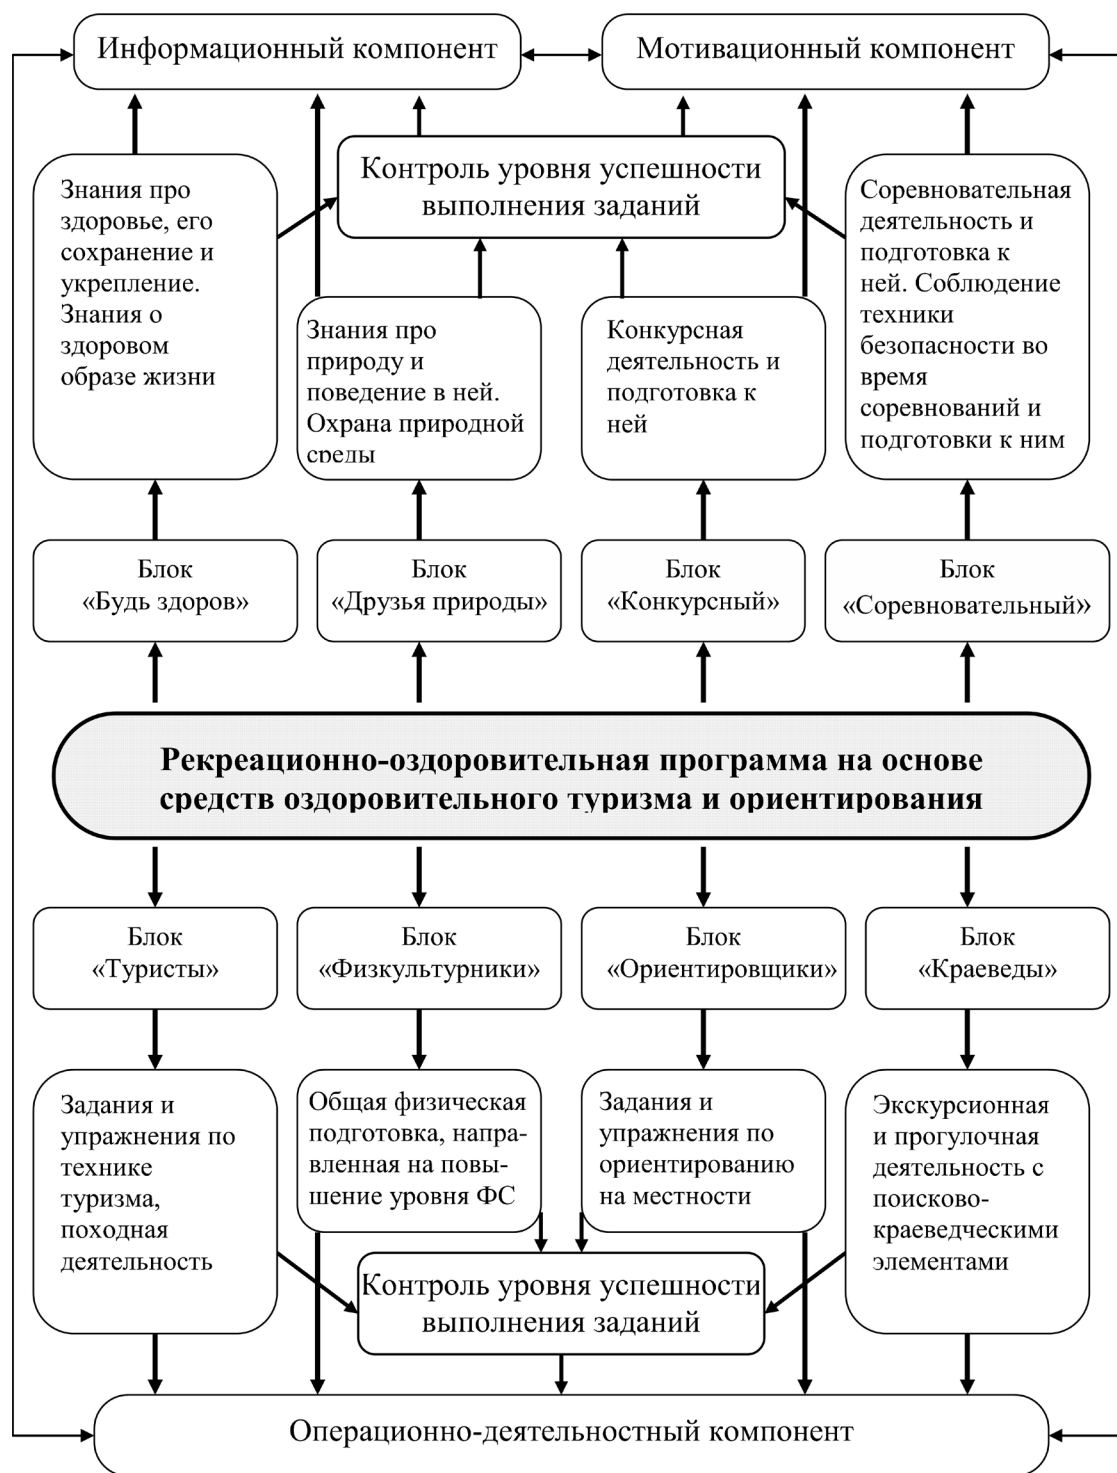 Информационный компонент
Мотивационный компонент
Контроль уровня успешности
выполнения заданий
Знания про
здоровье, его
сохранение и
укрепление.
Знания о
здоровом
образе жизни
Знания про
природу и
поведение в ней.
Охрана природной
среды
Конкурсная
деятельность и
подготовка к
ней
Соревновательная
деятельность и
подготовка к
ней. Соблюдение
техники
безопасности во
время
соревнований и
подготовки к ним
Блок
«Будь здоров»
Блок
«Друзья природы»
Блок
«Конкурсный»
Блок
«Соревновательный»
Рекреационно-оздоровительная программа на основе
средств оздоровительного туризма и ориентирования
Блок
«Туристы»
Блок
«Физкультурники»
Блок
«Ориентировщики»
Блок
«Краеведы»
Задания и
упражнения по
технике
туризма,
походная
деятельность
Общая физическая
подготовка, напра-
вленная на повы-
шение уровня ФС
Задания и
упражнения по
ориентированию
на местности
Экскурсионная
и прогулочная
деятельность с
поисково-
краеведческими
элементами
Контроль уровня успешности
выполнения заданий
Операционно-деятельностный компонент